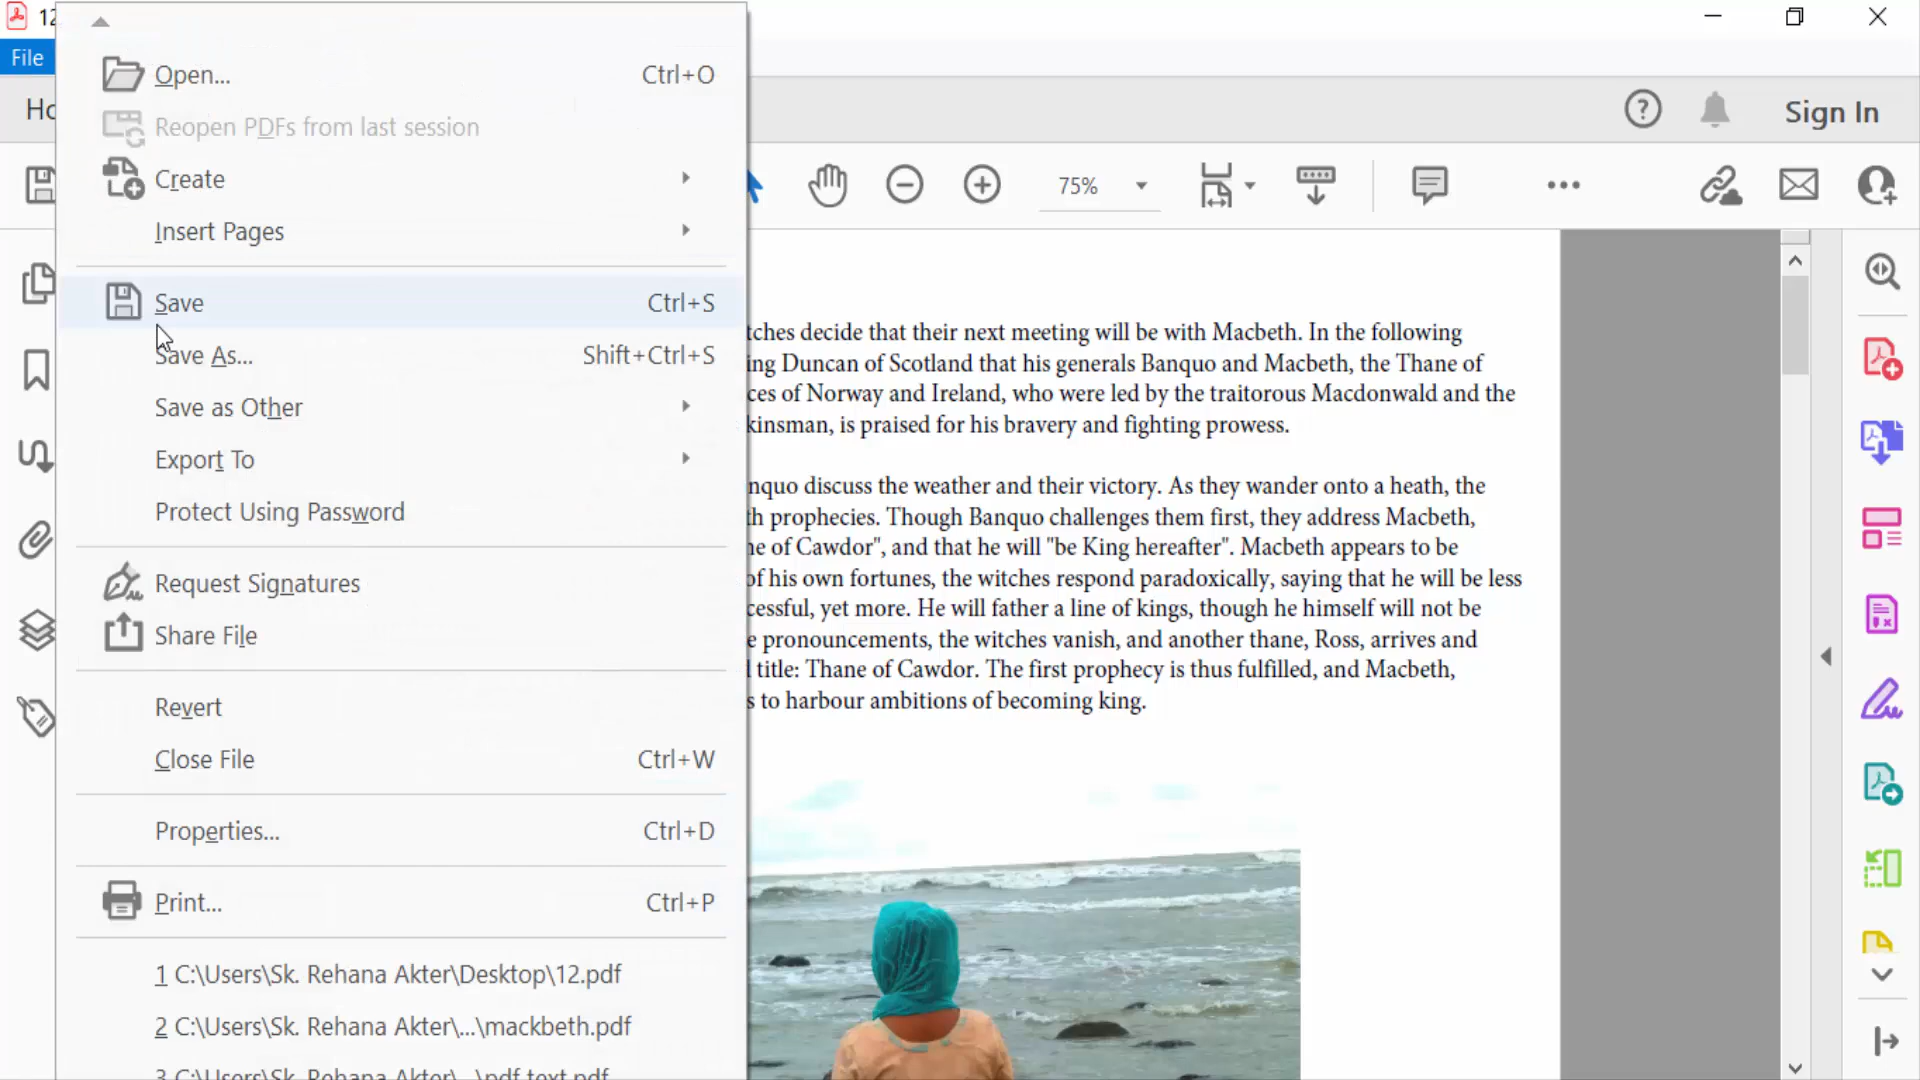 12
File
Open... Ctrl+O
Reopen PDFs from last session
Create
Insert Pages
Save Ctrl+S
Save As... Shift+Ctrl+S
Save as Other
Export To
Protect Using Password
Request Signatures
Share File
Revert
Close File Ctrl+W
Properties... Ctrl+D
Print... Ctrl+P
1 C:\Users\Sk. Rehana Akter\Desktop\12.pdf
2 C:\Users\Sk. Rehana Akter\...\mackbeth.pdf
3 C:\Users\Sk. Rehana Akter\...\pdf text.pdf
Ho
Sign In
75%
tches decide that their next meeting will be with Macbeth. In the following
ing Duncan of Scotland that his generals Banquo and Macbeth, the Thane of
ces of Norway and Ireland, who were led by the traitorous Macdonwald and the
kinsman, is praised for his bravery and fighting prowess.
nquo discuss the weather and their victory. As they wander onto a heath, the
th prophecies. Though Banquo challenges them first, they address Macbeth,
ne of Cawdor", and that he will "be King hereafter". Macbeth appears to be
of his own fortunes, the witches respond paradoxically, saying that he will be less
cessful, yet more. He will father a line of kings, though he himself will not be
e pronouncements, the witches vanish, and another thane, Ross, arrives and
d title: Thane of Cawdor. The first prophecy is thus fulfilled, and Macbeth,
s to harbour ambitions of becoming king.